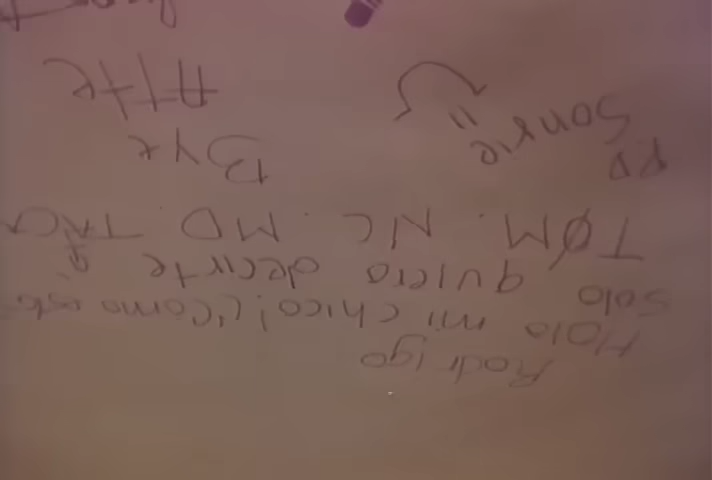 Rodrigo
Hola mi chico! ¿Como
solo quiero decirte q
TØM. NC. MD
Bye
Atte
PD
Sonrie